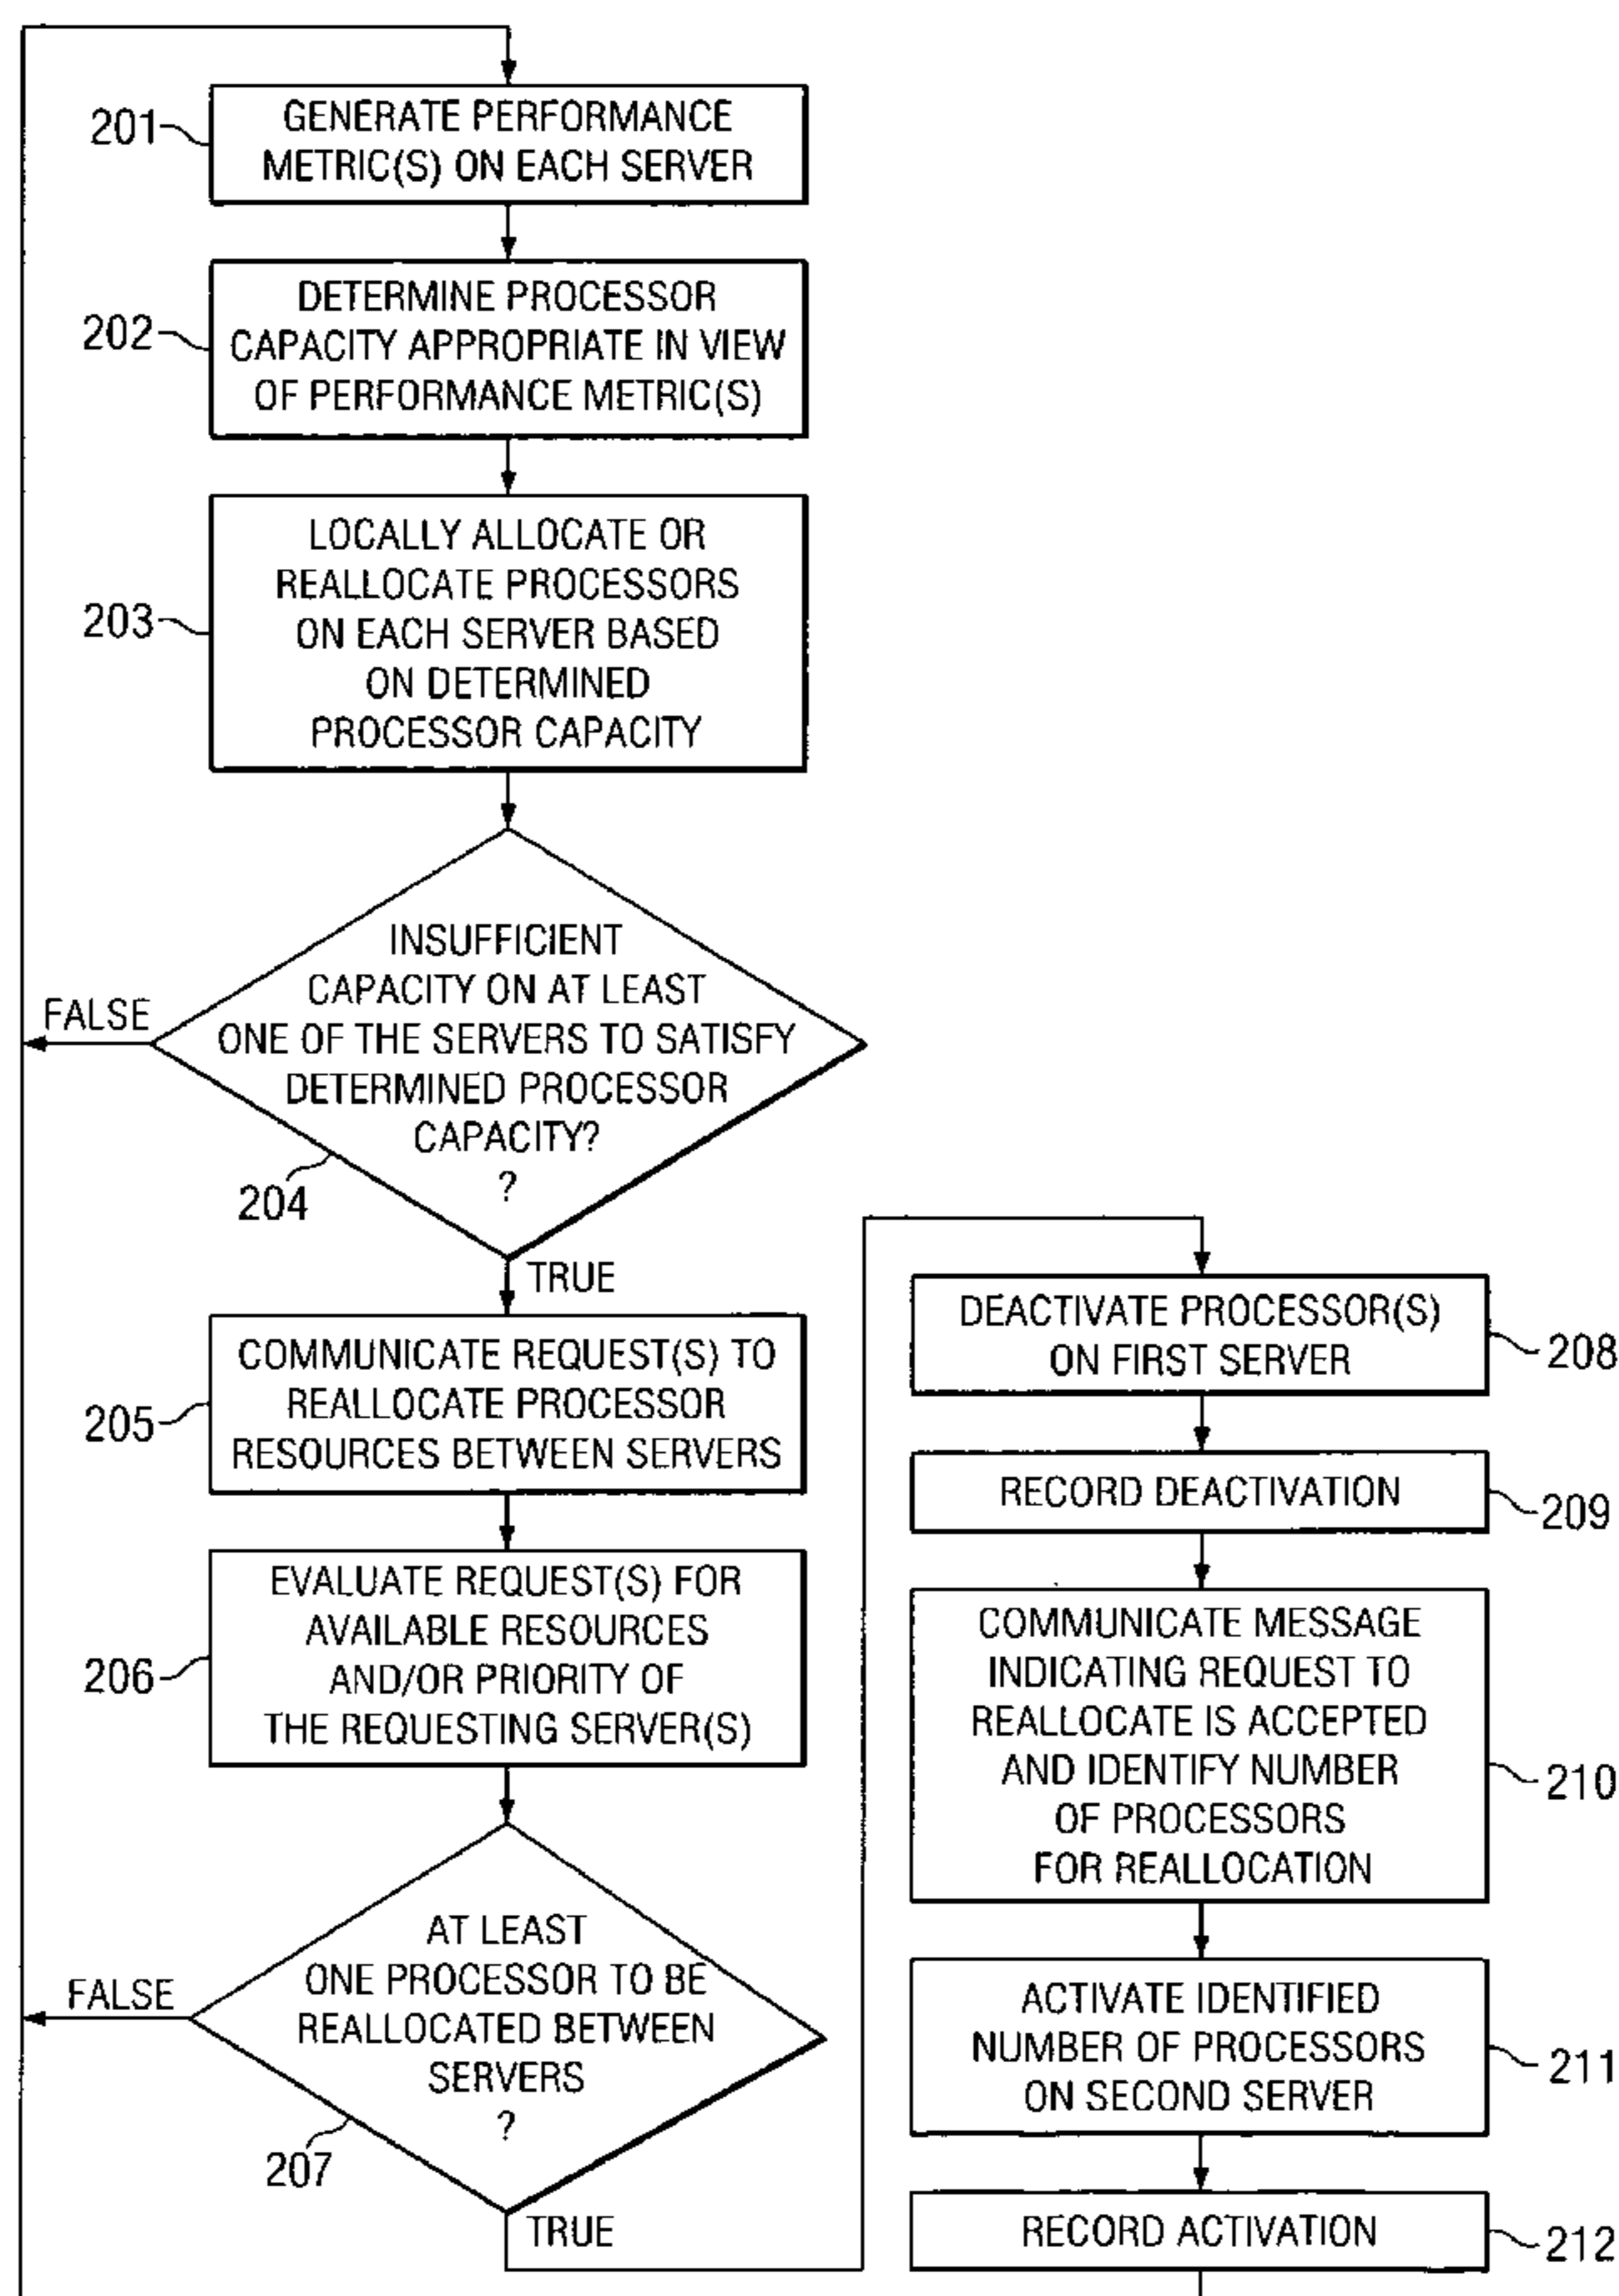 201
GENERATE PERFORMANCE
METRIC(S) ON EACH SERVER
202
DETERMINE PROCESSOR
CAPACITY APPROPRIATE IN VIEW
OF PERFORMANCE METRIC(S)
203
LOCALLY ALLOCATE OR
REALLOCATE PROCESSORS
ON EACH SERVER BASED
ON DETERMINED
PROCESSOR CAPACITY
INSUFFICIENT
CAPACITY ON AT LEAST
ONE OF THE SERVERS TO SATISFY
DETERMINED PROCESSOR
CAPACITY?
?
FALSE
204
TRUE
205
COMMUNICATE REQUEST(S) TO
REALLOCATE PROCESSOR
RESOURCES BETWEEN SERVERS
206
EVALUATE REQUEST(S) FOR
AVAILABLE RESOURCES
AND/OR PRIORITY OF
THE REQUESTING SERVER(S)
AT LEAST
ONE PROCESSOR TO BE
REALLOCATED BETWEEN
SERVERS
?
FALSE
207
TRUE
DEACTIVATE PROCESSOR(S)
ON FIRST SERVER
208
RECORD DEACTIVATION
209
COMMUNICATE MESSAGE
INDICATING REQUEST TO
REALLOCATE IS ACCEPTED
AND IDENTIFY NUMBER
OF PROCESSORS
FOR REALLOCATION
210
ACTIVATE IDENTIFIED
NUMBER OF PROCESSORS
ON SECOND SERVER
211
RECORD ACTIVATION
212